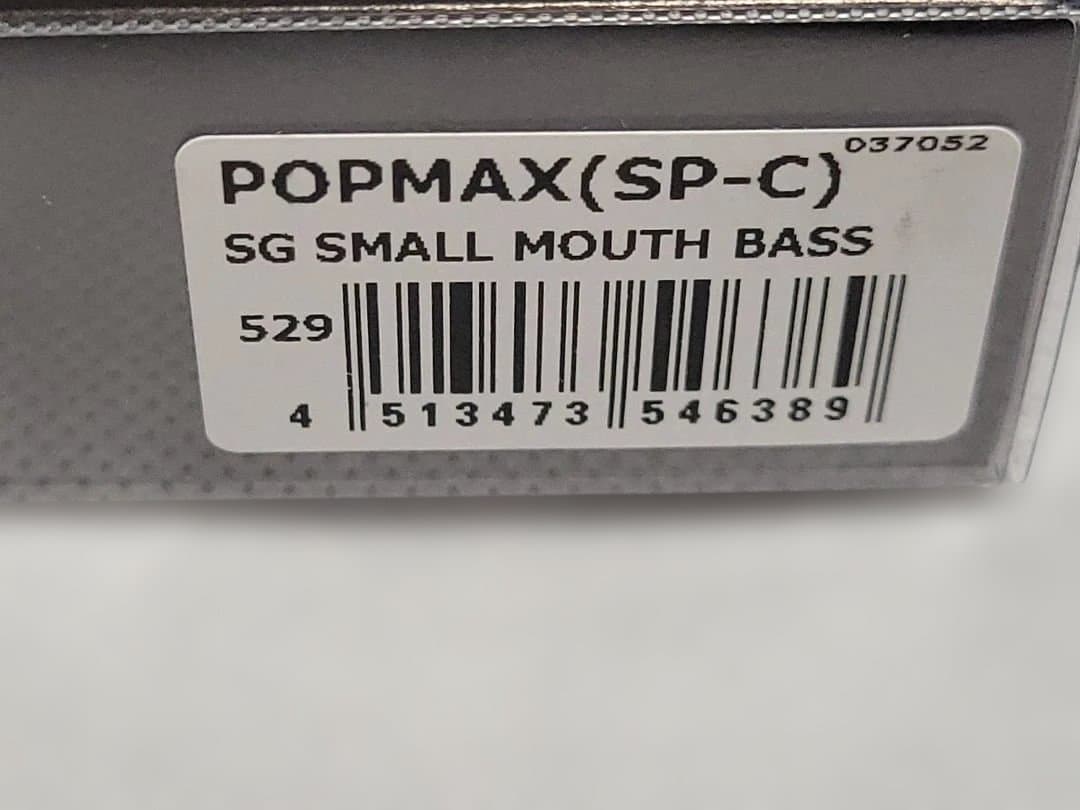 037052
POPMAX(SP-C)
SG SMALL MOUTH BASS
529
4 513473 546389